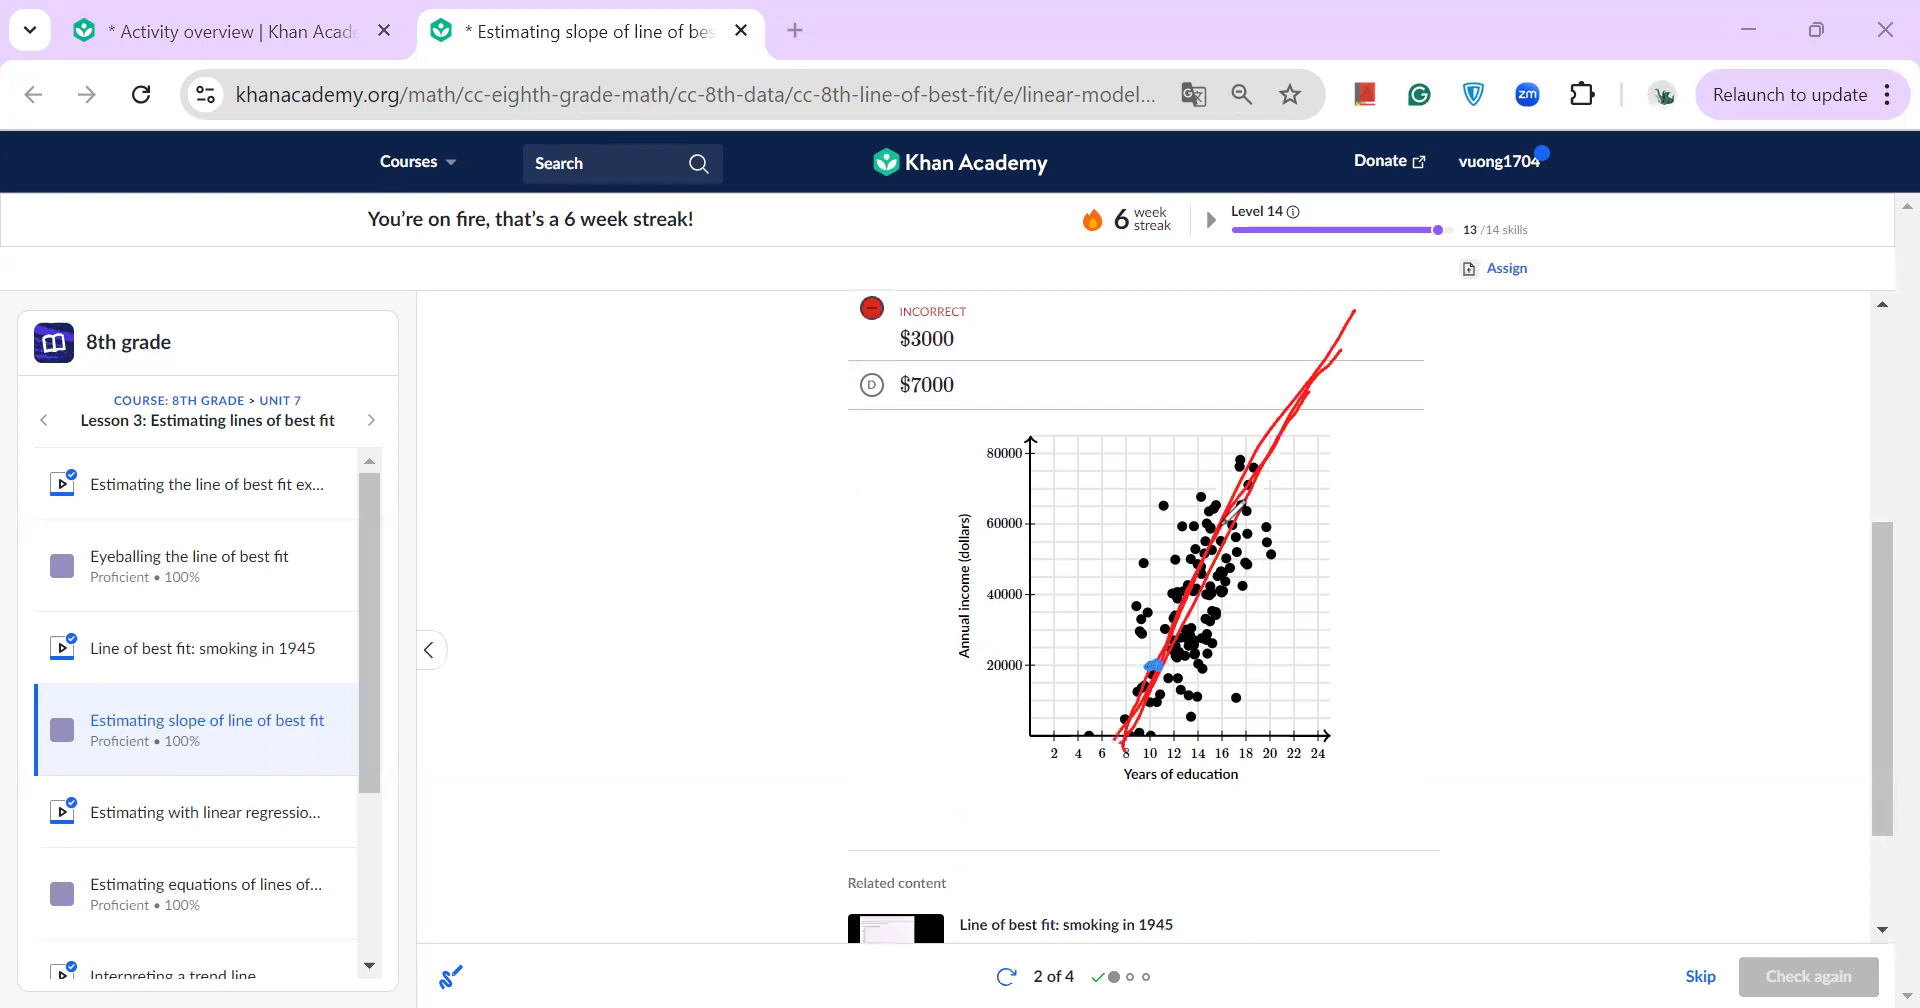 * Activity overview | Khan Acade
* Estimating slope of line of bes
khanacademy.org/math/cc-eighth-grade-math/cc-8th-data/cc-8th-line-of-best-fit/e/linear-model...
zm
Relaunch to update
Courses
Search
Khan Academy
Donate
vuong1704
You're on fire, that's a 6 week streak!
6 week streak
Level 14
13 /14 skills
Assign
8th grade
COURSE: 8TH GRADE > UNIT 7
Lesson 3: Estimating lines of best fit
Estimating the line of best fit ex...
Eyeballing the line of best fit
Proficient • 100%
Line of best fit: smoking in 1945
Estimating slope of line of best fit
Proficient • 100%
Estimating with linear regressio...
Estimating equations of lines of...
Proficient • 100%
Interpreting a trend line
INCORRECT
$3000
D $7000
80000
60000
40000
20000
Annual income (dollars)
2 4 6 8 10 12 14 16 18 20 22 24
Years of education
Related content
Line of best fit: smoking in 1945
2 of 4
Skip
Check again